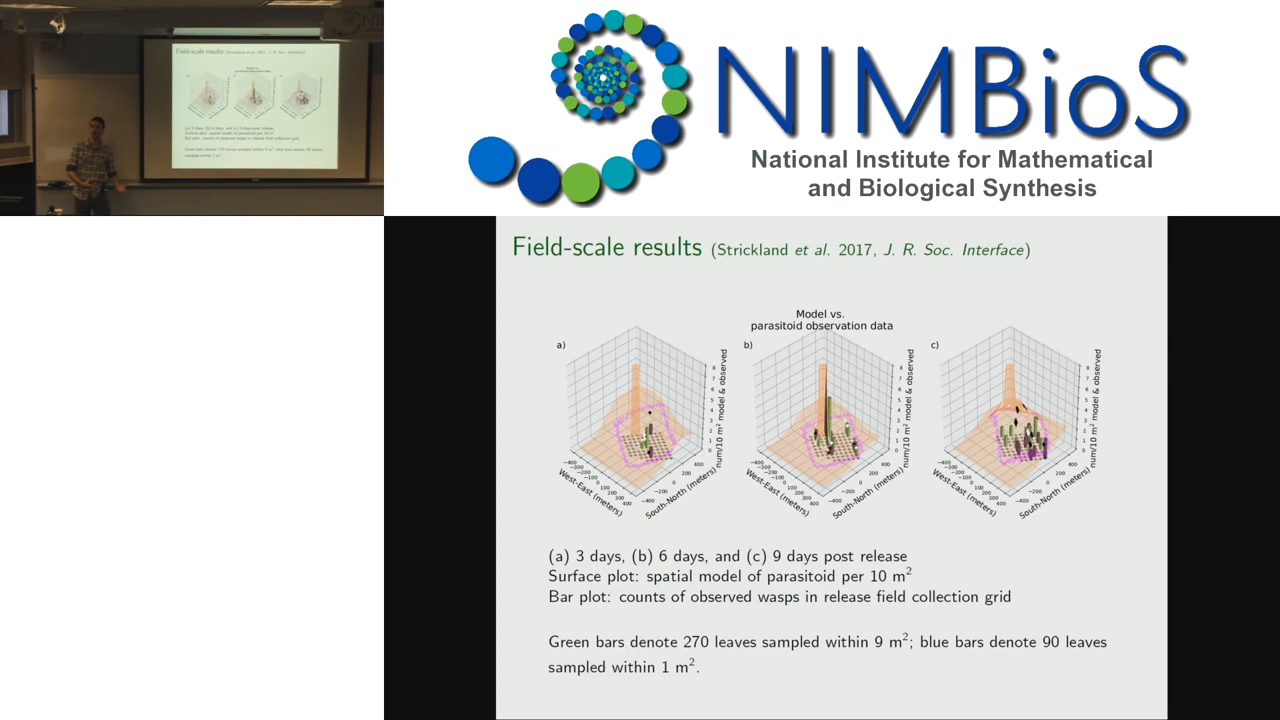 NIMBioS
National Institute for Mathematical
and Biological Synthesis
Field-scale results (Strickland et al. 2017, J. R. Soc. Interface)
Model vs.
parasitoid observation data
a)
b)
c)
num/10 m² model & observed
num/10 m² model & observed
num/10 m² model & observed
West-East (meters)
South-North (meters)
West-East (meters)
South-North (meters)
West-East (meters)
South-North (meters)
(a) 3 days, (b) 6 days, and (c) 9 days post release
Surface plot: spatial model of parasitoid per 10 m²
Bar plot: counts of observed wasps in release field collection grid
Green bars denote 270 leaves sampled within 9 m²; blue bars denote 90 leaves
sampled within 1 m².